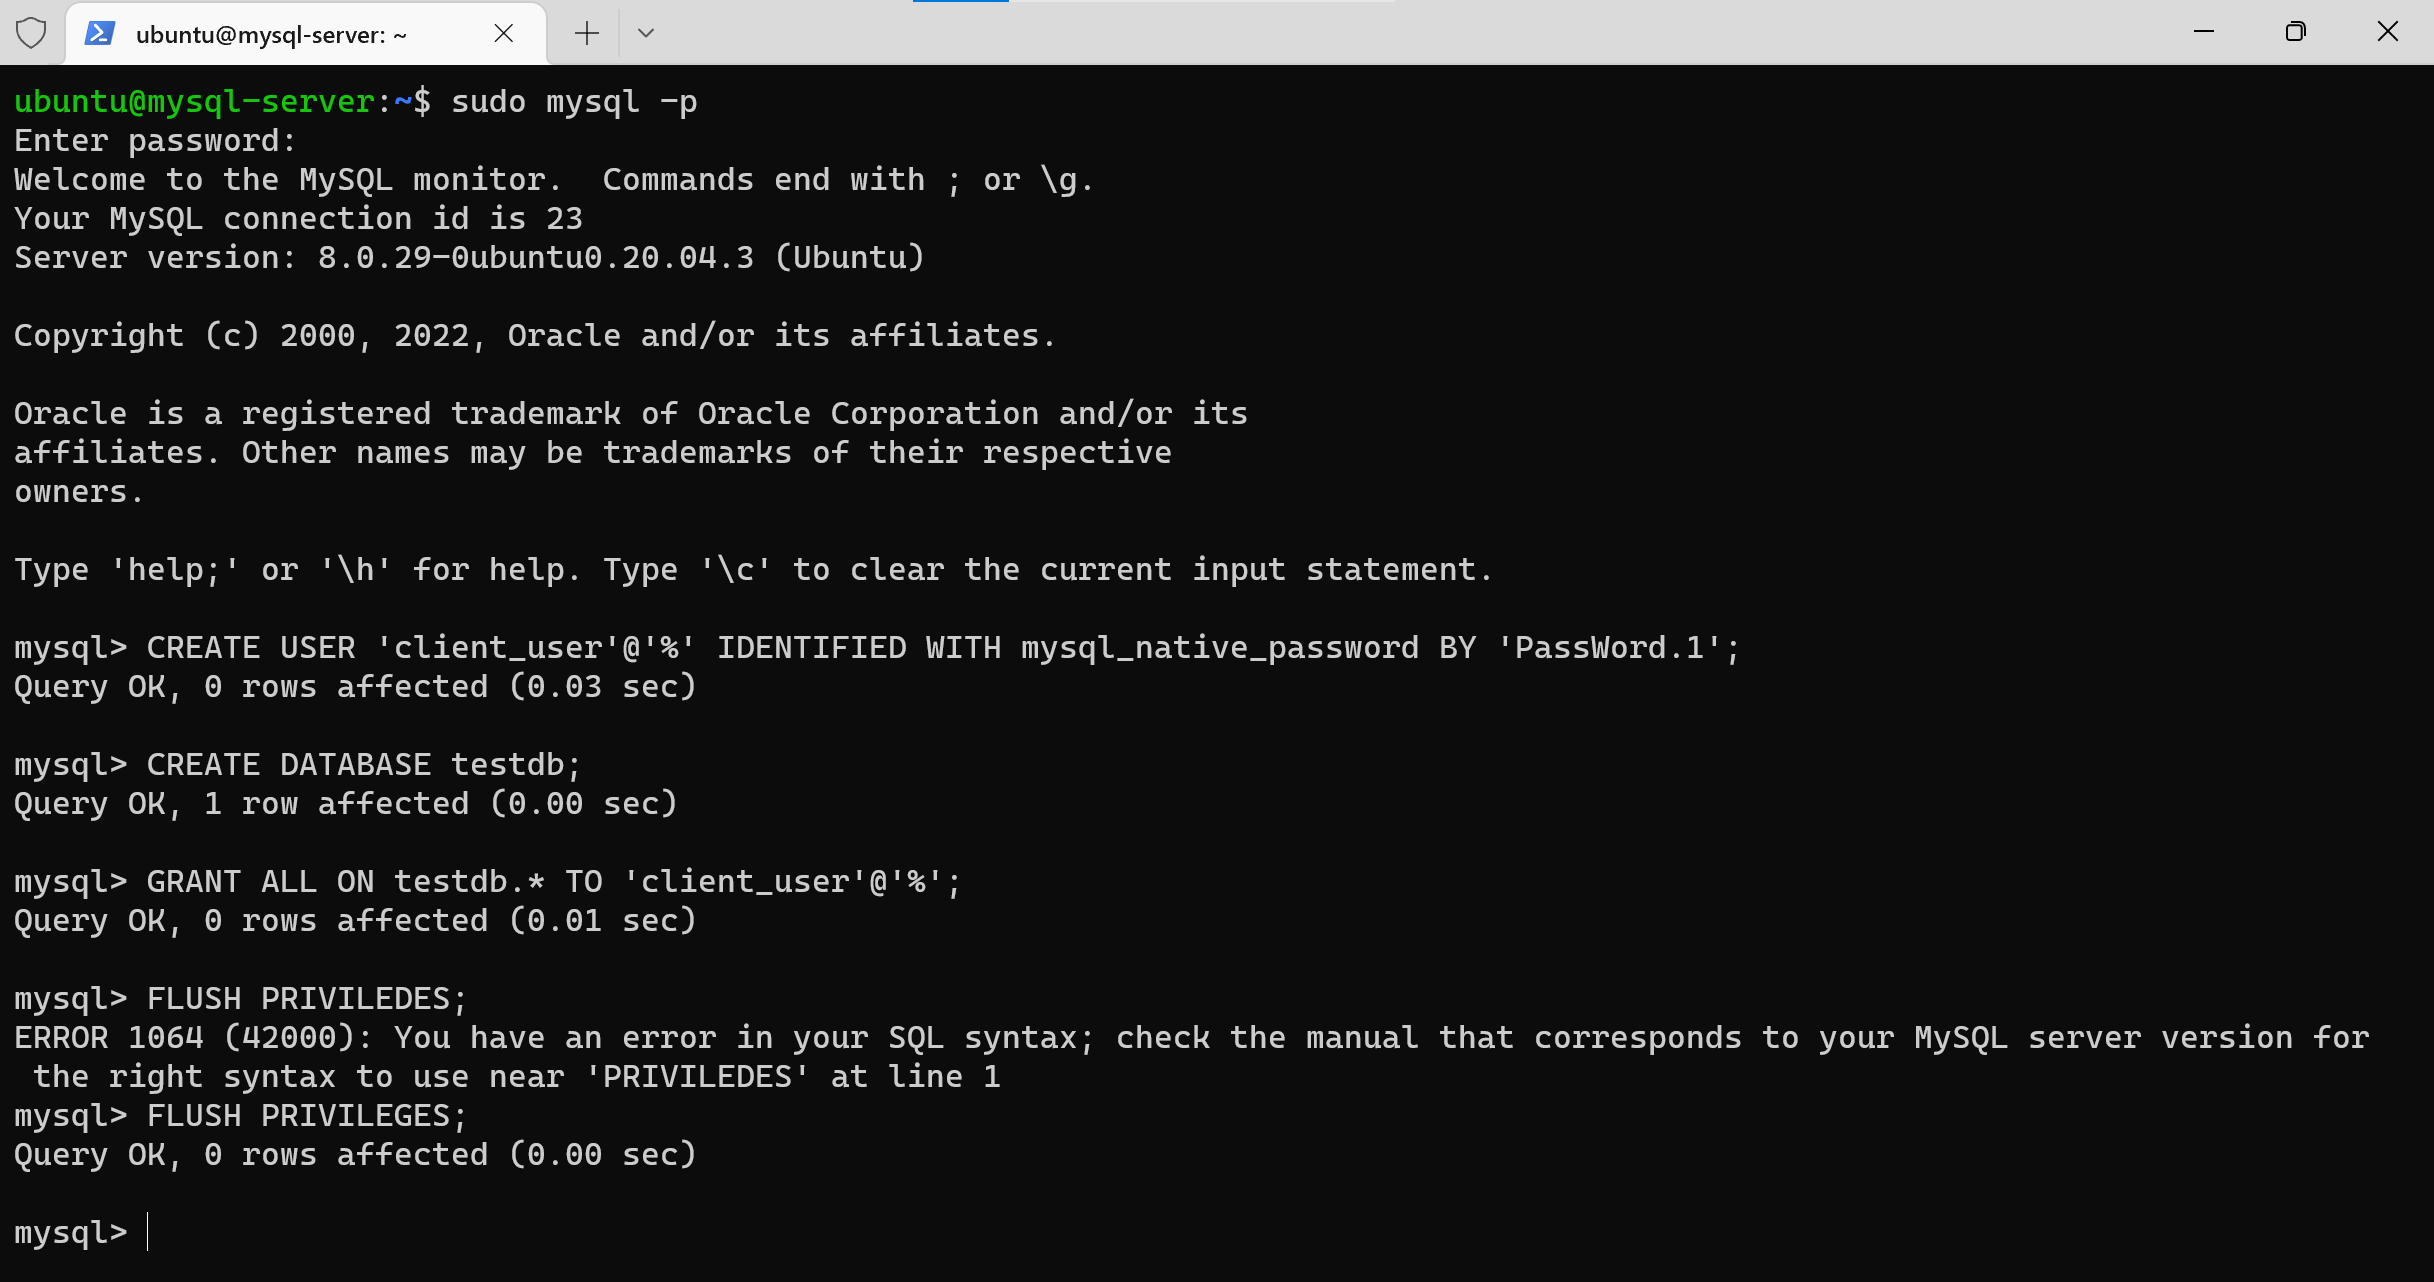 ubuntu@mysql-server: ~
ubuntu@mysql-server:~$ sudo mysql -p
Enter password:
Welcome to the MySQL monitor.  Commands end with ; or \g.
Your MySQL connection id is 23
Server version: 8.0.29-0ubuntu0.20.04.3 (Ubuntu)

Copyright (c) 2000, 2022, Oracle and/or its affiliates.

Oracle is a registered trademark of Oracle Corporation and/or its
affiliates. Other names may be trademarks of their respective
owners.

Type 'help;' or '\h' for help. Type '\c' to clear the current input statement.

mysql> CREATE USER 'client_user'@'%' IDENTIFIED WITH mysql_native_password BY 'PassWord.1';
Query OK, 0 rows affected (0.03 sec)

mysql> CREATE DATABASE testdb;
Query OK, 1 row affected (0.00 sec)

mysql> GRANT ALL ON testdb.* TO 'client_user'@'%';
Query OK, 0 rows affected (0.01 sec)

mysql> FLUSH PRIVILEDES;
ERROR 1064 (42000): You have an error in your SQL syntax; check the manual that corresponds to your MySQL server version for
 the right syntax to use near 'PRIVILEDES' at line 1
mysql> FLUSH PRIVILEGES;
Query OK, 0 rows affected (0.00 sec)

mysql>